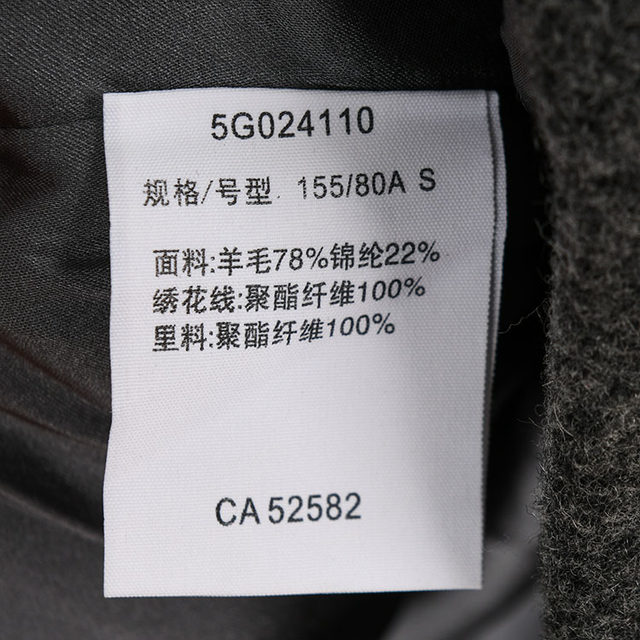 5G024110
规格/号型 155/80A S
面料:羊毛78%锦纶22%
绣花线:聚酯纤维100%
里料:聚酯纤维100%
CA 52582